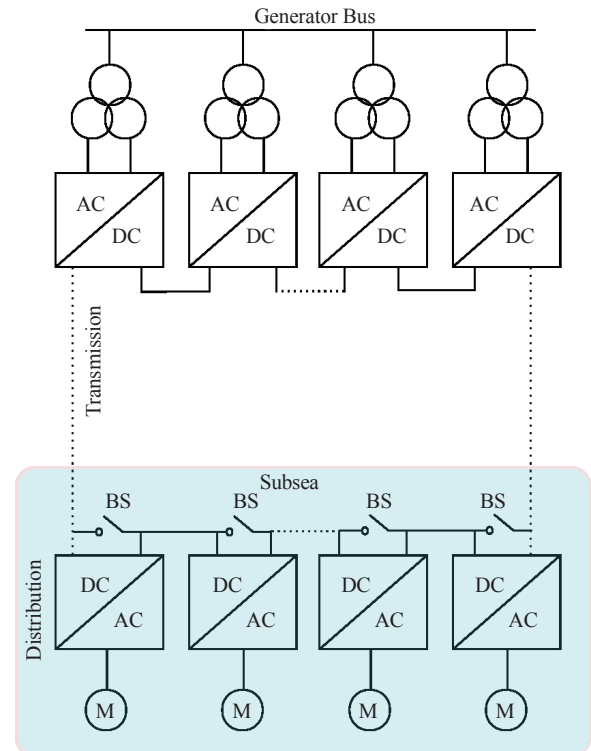 Generator Bus
AC
DC
AC
DC
AC
DC
AC
DC
Transmission
Subsea
BS
BS
BS
BS
Distribution
DC
AC
DC
AC
DC
AC
DC
AC
M
M
M
M